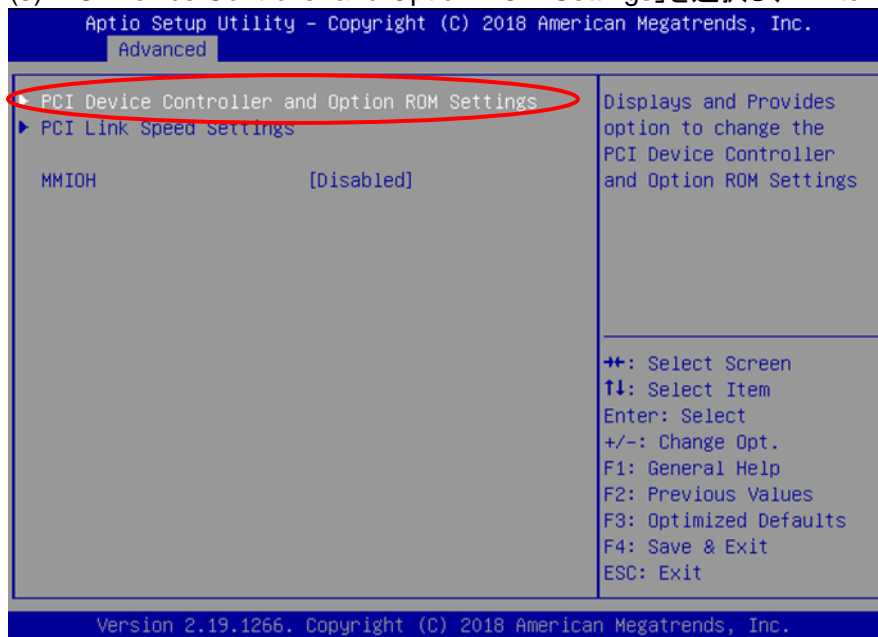 Aptio Setup Utility – Copyright (C) 2018 American Megatrends, Inc.
Advanced
▶ PCI Device Controller and Option ROM Settings
▶ PCI Link Speed Settings
MMIOH [Disabled]
Displays and Provides
option to change the
PCI Device Controller
and Option ROM Settings
→←: Select Screen
↑↓: Select Item
Enter: Select
+/-: Change Opt.
F1: General Help
F2: Previous Values
F3: Optimized Defaults
F4: Save & Exit
ESC: Exit
Version 2.19.1266. Copyright (C) 2018 American Megatrends, Inc.